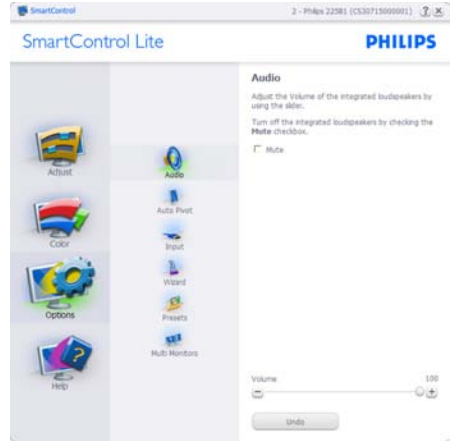 SmartControl
2 - Philips 225B1 (CS30715000001)
SmartControl Lite
PHILIPS
Adjust
Color
Options
Help
Audio
Auto Pivot
Input
Wizard
Presets
Multi Monitors
Audio
Adjust the Volume of the integrated loudspeakers by
using the slider.
Turn off the integrated loudspeakers by checking the
Mute checkbox.
Mute
Volume
100
Undo